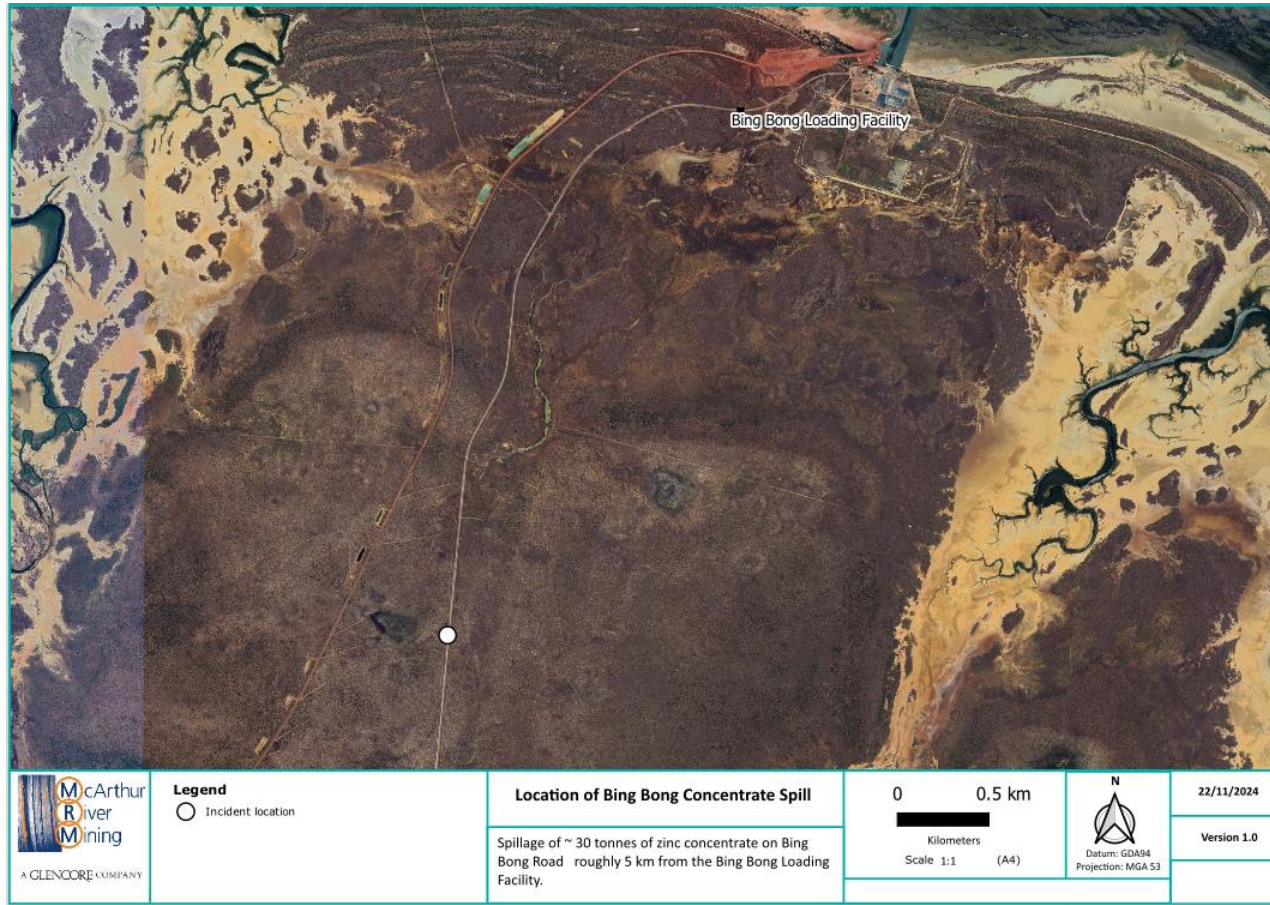 Bing Bong Loading Facility
McArthur
River
Mining
A GLENCORE COMPANY
Legend
Incident location
Location of Bing Bong Concentrate Spill
Spillage of ~ 30 tonnes of zinc concentrate on Bing
Bong Road roughly 5 km from the Bing Bong Loading
Facility.
0 0.5 km
Kilometers
Scale 1:1 (A4)
N
Datum: GDA94
Projection: MGA 53
22/11/2024
Version 1.0